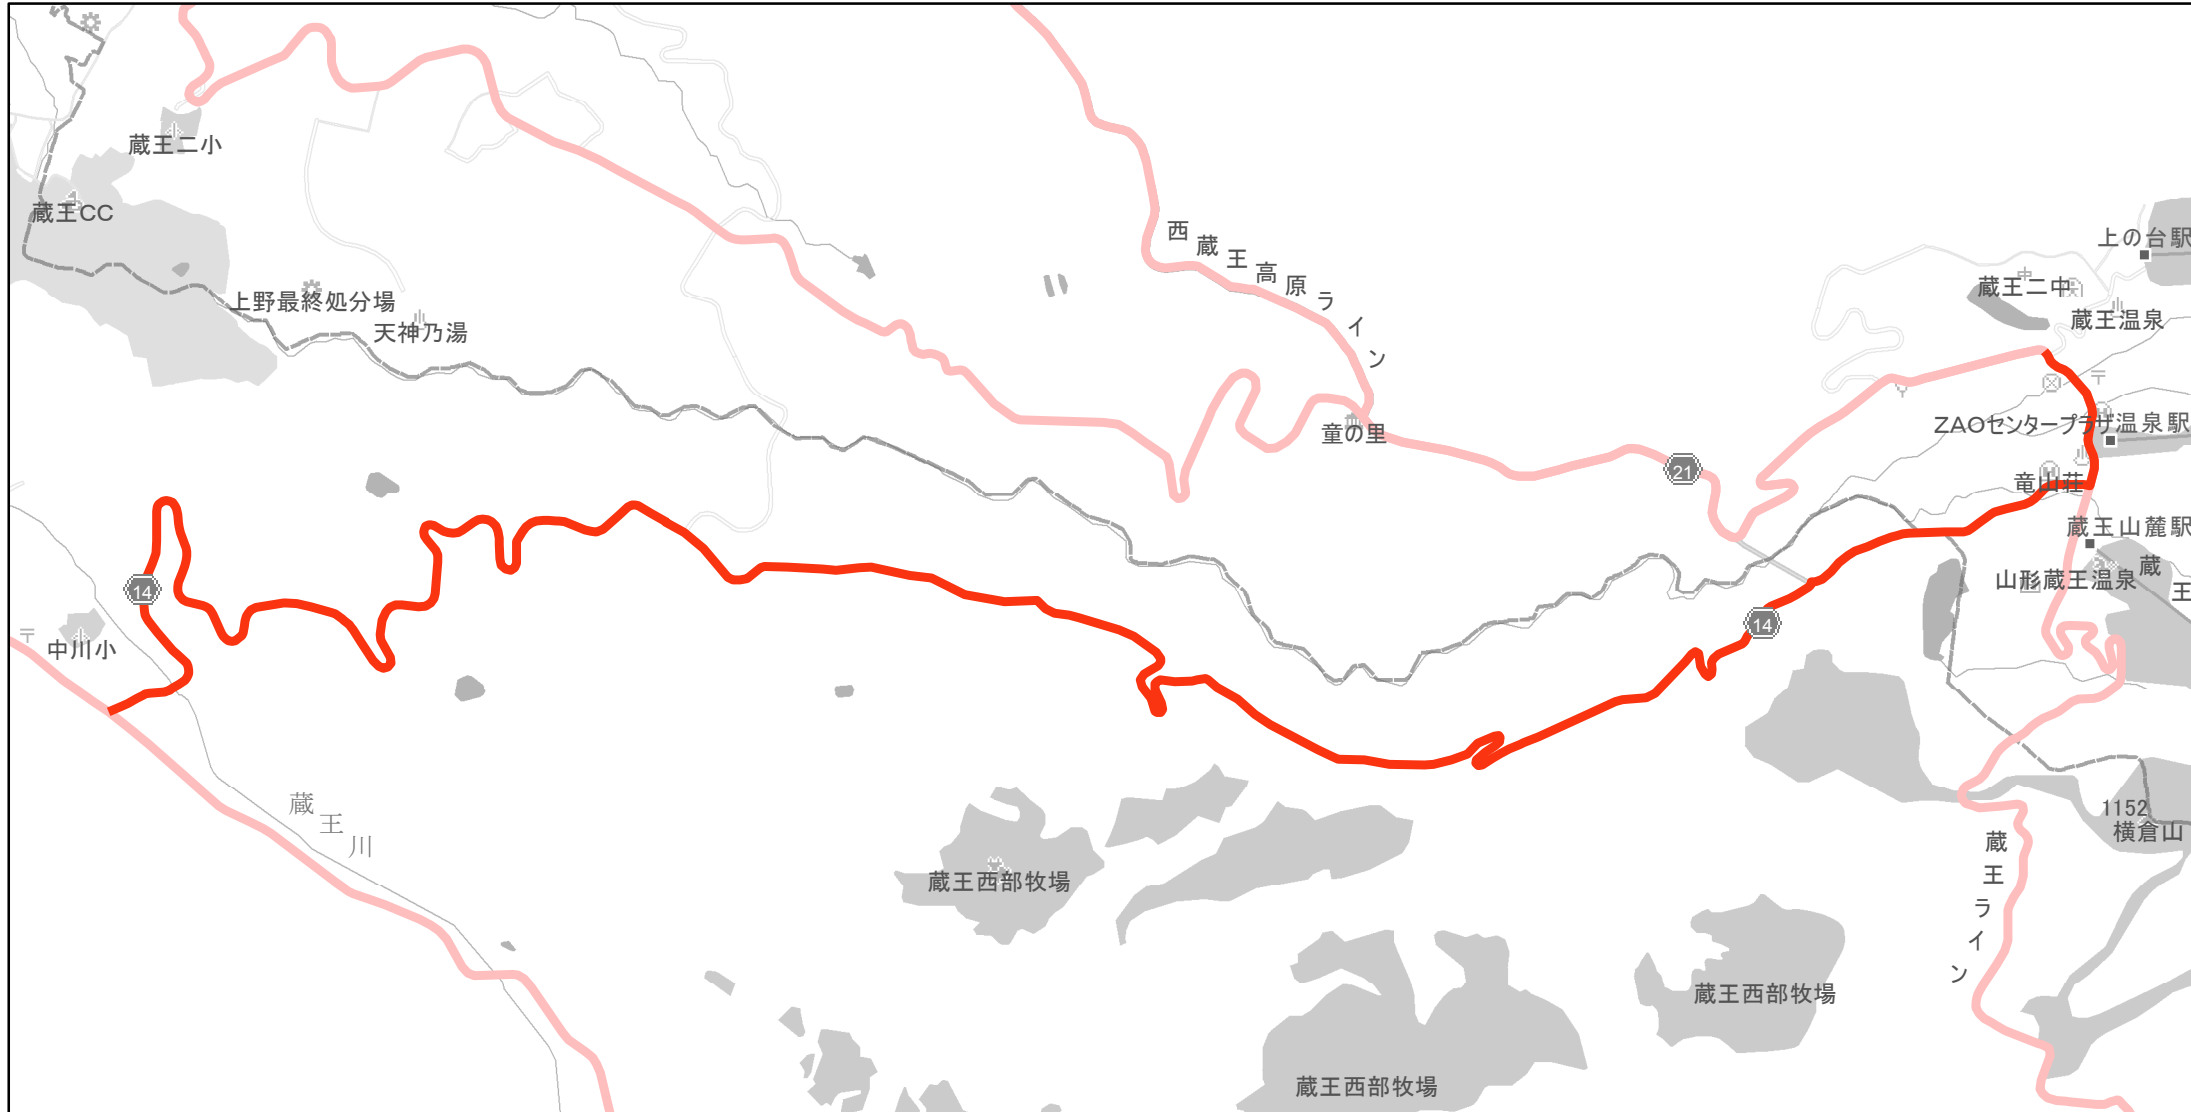 蔵王二小
蔵王CC
上野最終処分場
天神乃湯
西蔵王高原ライン
上の台駅
蔵王二中
蔵王温泉
ZAOセンタープラザ
温泉駅
童の里
21
竜山荘
蔵王山麓駅
山形蔵王温泉
蔵王
14
14
中川小
蔵王川
1152
横倉山
蔵王ライン
蔵王西部牧場
蔵王西部牧場
蔵王西部牧場